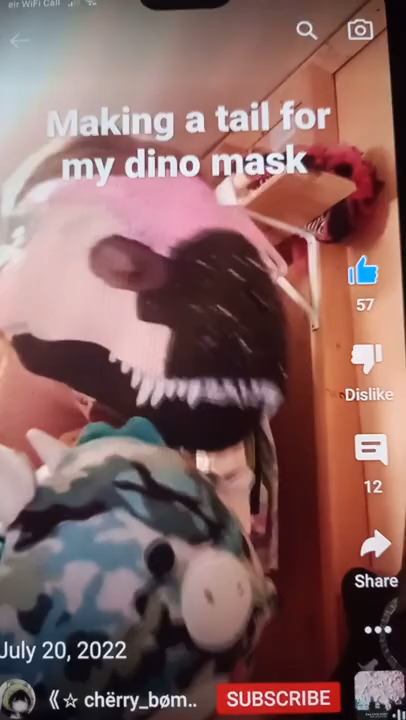 eir WiFi Call
Making a tail for
my dino mask
57
Dislike
12
Share
July 20, 2022
《☆ chërry_bøm..
SUBSCRIBE